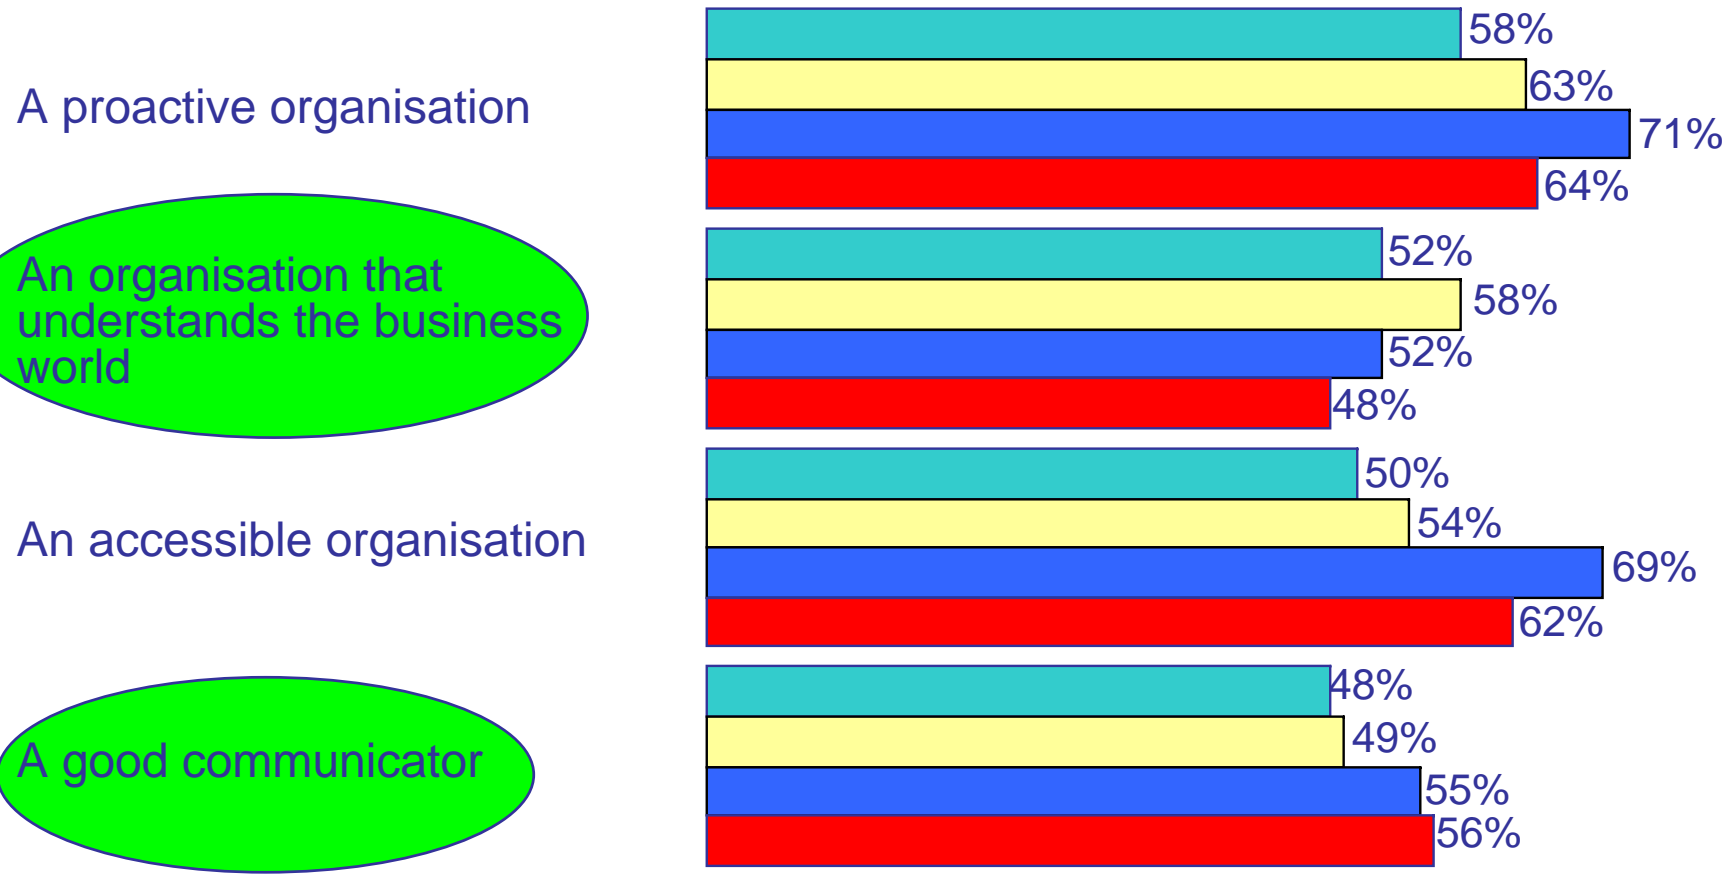 58%
63%
A proactive organisation
71%
64%
52%
An organisation that
58%
understands the business
52%
world
48%
50%
54%
An accessible organisation
69%
62%
48%
49%
A good communicator
55%
56%